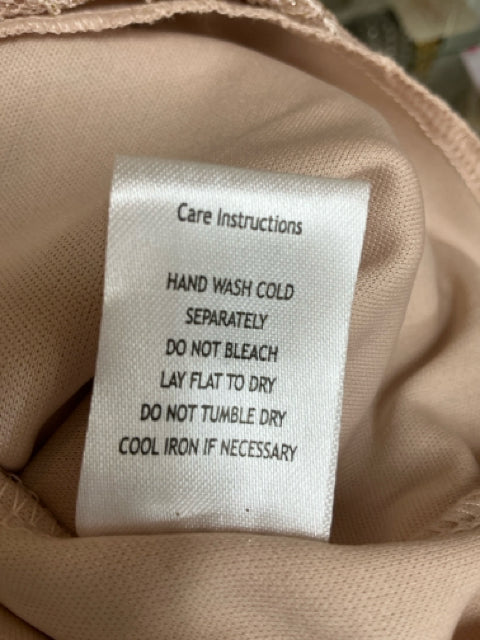 Care Instructions
HAND WASH COLD
SEPARATELY
DO NOT BLEACH
LAY FLAT TO DRY
DO NOT TUMBLE DRY
COOL IRON IF NECESSARY